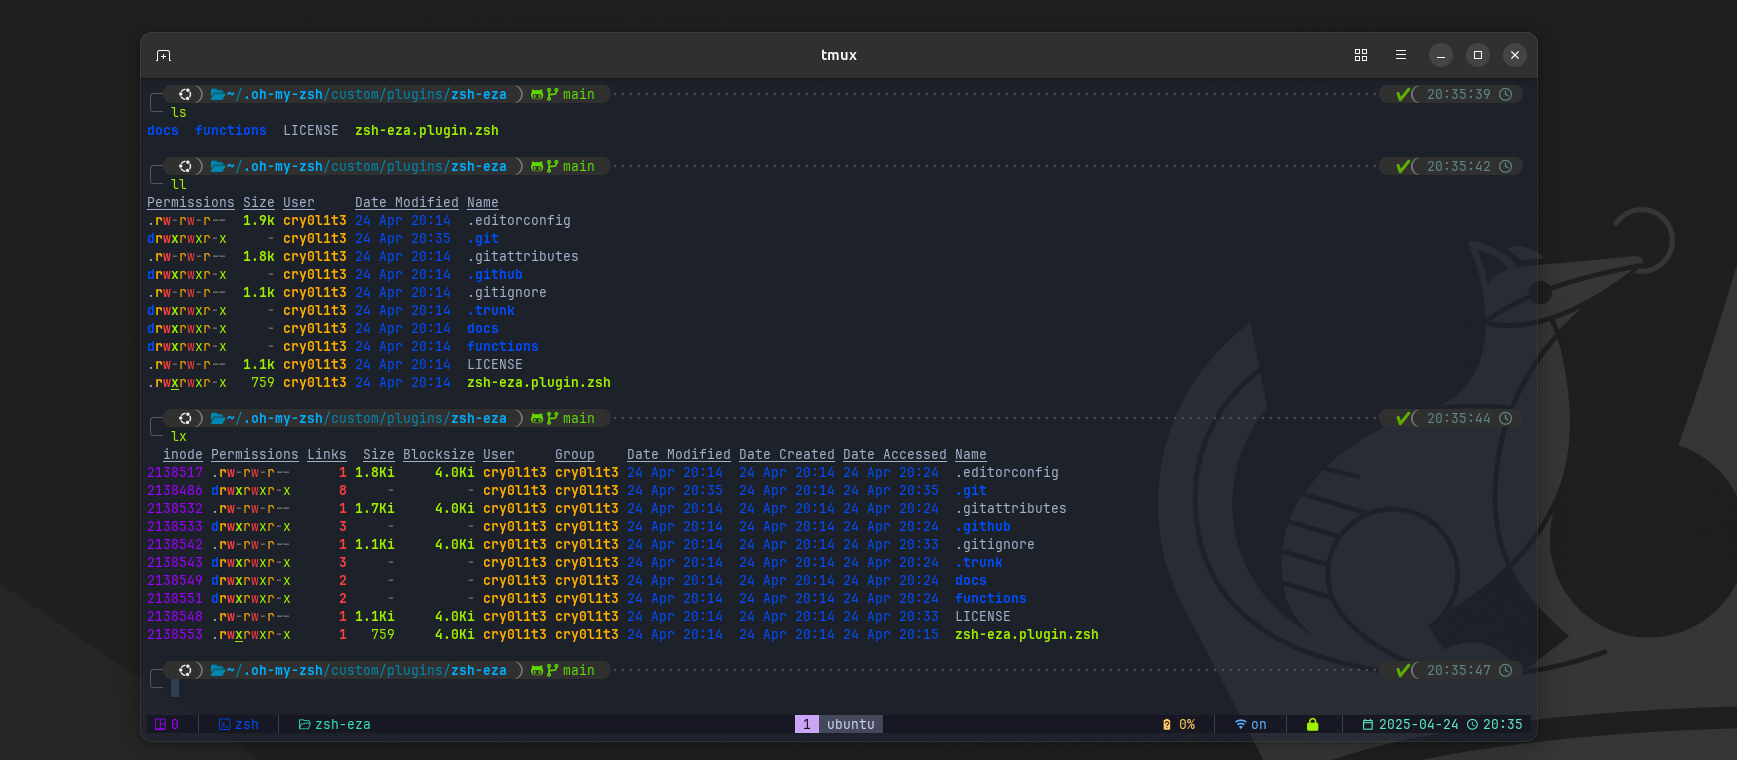 tmux
~/.oh-my-zsh/custom/plugins/zsh-eza ) main ✔( 20:35:39
ls
docs functions LICENSE zsh-eza.plugin.zsh
~/.oh-my-zsh/custom/plugins/zsh-eza ) main ✔( 20:35:42
ll
Permissions Size User Date Modified Name
.rw-rw-r-- 1.9k cry0l1t3 24 Apr 20:14 .editorconfig
drwxrwxr-x - cry0l1t3 24 Apr 20:35 .git
.rw-rw-r-- 1.8k cry0l1t3 24 Apr 20:14 .gitattributes
drwxrwxr-x - cry0l1t3 24 Apr 20:14 .github
.rw-rw-r-- 1.1k cry0l1t3 24 Apr 20:14 .gitignore
drwxrwxr-x - cry0l1t3 24 Apr 20:14 .trunk
drwxrwxr-x - cry0l1t3 24 Apr 20:14 docs
drwxrwxr-x - cry0l1t3 24 Apr 20:14 functions
.rw-rw-r-- 1.1k cry0l1t3 24 Apr 20:14 LICENSE
.rwxrwxr-x 759 cry0l1t3 24 Apr 20:14 zsh-eza.plugin.zsh
~/.oh-my-zsh/custom/plugins/zsh-eza ) main ✔( 20:35:44
lx
inode Permissions Links Size Blocksize User Group Date Modified Date Created Date Accessed Name
2138517 .rw-rw-r-- 1 1.8Ki 4.0Ki cry0l1t3 cry0l1t3 24 Apr 20:14 24 Apr 20:14 24 Apr 20:24 .editorconfig
2138486 drwxrwxr-x 8 - - cry0l1t3 cry0l1t3 24 Apr 20:35 24 Apr 20:14 24 Apr 20:35 .git
2138532 .rw-rw-r-- 1 1.7Ki 4.0Ki cry0l1t3 cry0l1t3 24 Apr 20:14 24 Apr 20:14 24 Apr 20:24 .gitattributes
2138533 drwxrwxr-x 3 - - cry0l1t3 cry0l1t3 24 Apr 20:14 24 Apr 20:14 24 Apr 20:24 .github
2138542 .rw-rw-r-- 1 1.1Ki 4.0Ki cry0l1t3 cry0l1t3 24 Apr 20:14 24 Apr 20:14 24 Apr 20:33 .gitignore
2138543 drwxrwxr-x 3 - - cry0l1t3 cry0l1t3 24 Apr 20:14 24 Apr 20:14 24 Apr 20:24 .trunk
2138549 drwxrwxr-x 2 - - cry0l1t3 cry0l1t3 24 Apr 20:14 24 Apr 20:14 24 Apr 20:24 docs
2138551 drwxrwxr-x 2 - - cry0l1t3 cry0l1t3 24 Apr 20:14 24 Apr 20:14 24 Apr 20:24 functions
2138548 .rw-rw-r-- 1 1.1Ki 4.0Ki cry0l1t3 cry0l1t3 24 Apr 20:14 24 Apr 20:14 24 Apr 20:33 LICENSE
2138553 .rwxrwxr-x 1 759 4.0Ki cry0l1t3 cry0l1t3 24 Apr 20:14 24 Apr 20:14 24 Apr 20:15 zsh-eza.plugin.zsh
~/.oh-my-zsh/custom/plugins/zsh-eza ) main ✔( 20:35:47
0 zsh zsh-eza 1 ubuntu 0% on 2025-04-24 20:35